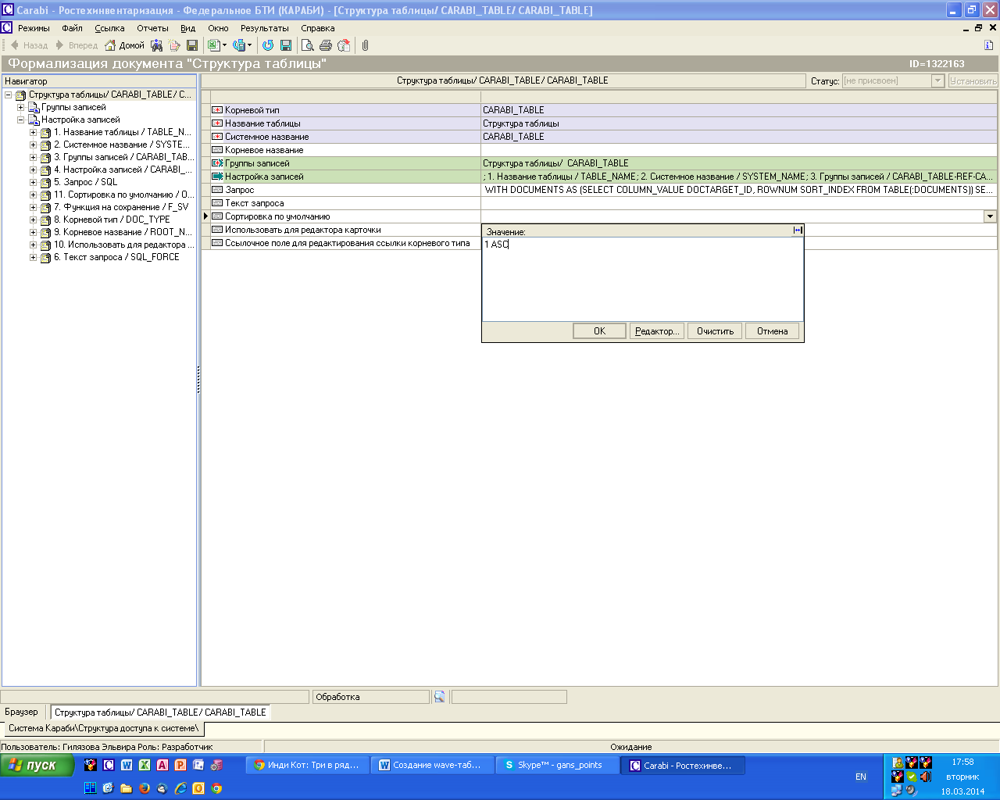 Carabi - Ростехинвентаризация - Федеральное БТИ (КАРАБИ) - [Структура таблицы/ CARABI_TABLE/ CARABI_TABLE]
Режимы Файл Ссылка Отчеты Вид Окно Результаты Справка
Назад Вперед Домой
Формализация документа "Структура таблицы" ID=1322163
Навигатор
Структура таблицы/ CARABI_TABLE/ CARABI_TABLE Статус: [не присвоен] Установить
Структура таблицы/ CARABI_TABLE/ C...
Группы записей
Настройка записей
1. Название таблицы / TABLE_N...
2. Системное название / SYSTE...
3. Группы записей / CARABI_TAB...
4. Настройка записей / CARABI_...
5. Запрос / SQL
11. Сортировка по умолчанию / O...
7. Функция на сохранение / F_SV
8. Корневой тип / DOC_TYPE
9. Корневое название / ROOT_N...
10. Использовать для редактора ...
6. Текст запроса / SQL_FORCE
Корневой тип CARABI_TABLE
Название таблицы Структура таблицы
Системное название CARABI_TABLE
Корневое название
Группы записей Структура таблицы/ CARABI_TABLE
Настройка записей ; 1. Название таблицы / TABLE_NAME; 2. Системное название / SYSTEM_NAME; 3. Группы записей / CARABI_TABLE-REF-CA...
Запрос WITH DOCUMENTS AS (SELECT COLUMN_VALUE DOCTARGET_ID, ROWNUM SORT_INDEX FROM TABLE(:DOCUMENTS)) SE...
Текст запроса
Сортировка по умолчанию
Использовать для редактора карточки
Ссылочное поле для редактирования ссылки корневого типа
Значение:
1 ASC
OK Редактор... Очистить Отмена
Обработка
Браузер Структура таблицы/ CARABI_TABLE/ CARABI_TABLE
Система Караби\Структура доступа к системе\
Пользователь: Гилязова Эльвира Роль: Разработчик Ожидание
пуск Инди Кот: Три в ряд... Создание wave-таб... Skype™ - gans_points Carabi - Ростехинве... 17:58
EN вторник
18.03.2014